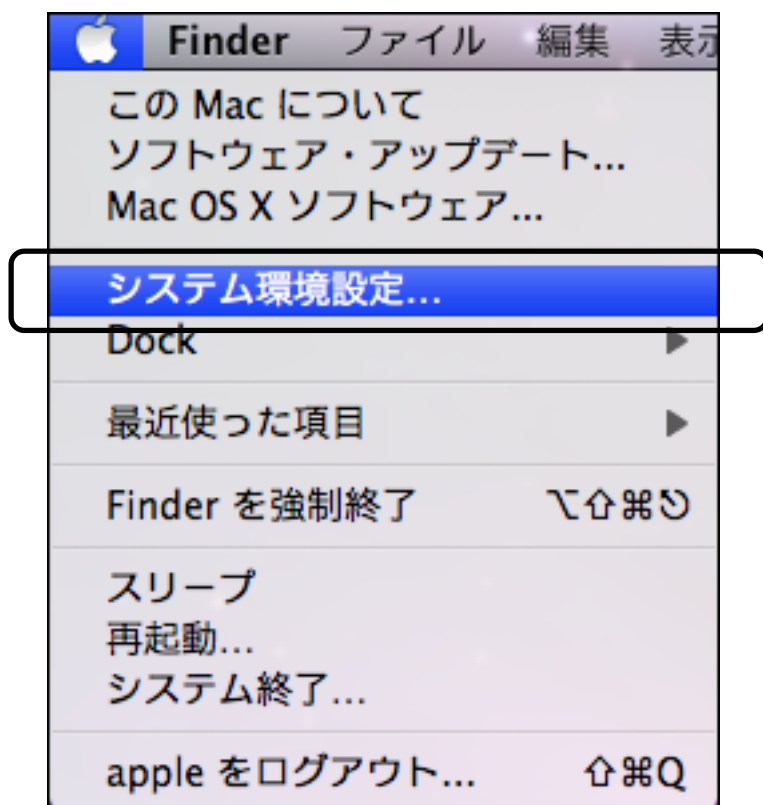 Finder ファイル 編集 表示
この Mac について
ソフトウェア・アップデート...
Mac OS X ソフトウェア...
システム環境設定...
Dock ▶
最近使った項目 ▶
Finder を強制終了 ⌥⇧⌘⎋
スリープ
再起動...
システム終了...
apple をログアウト... ⇧⌘Q